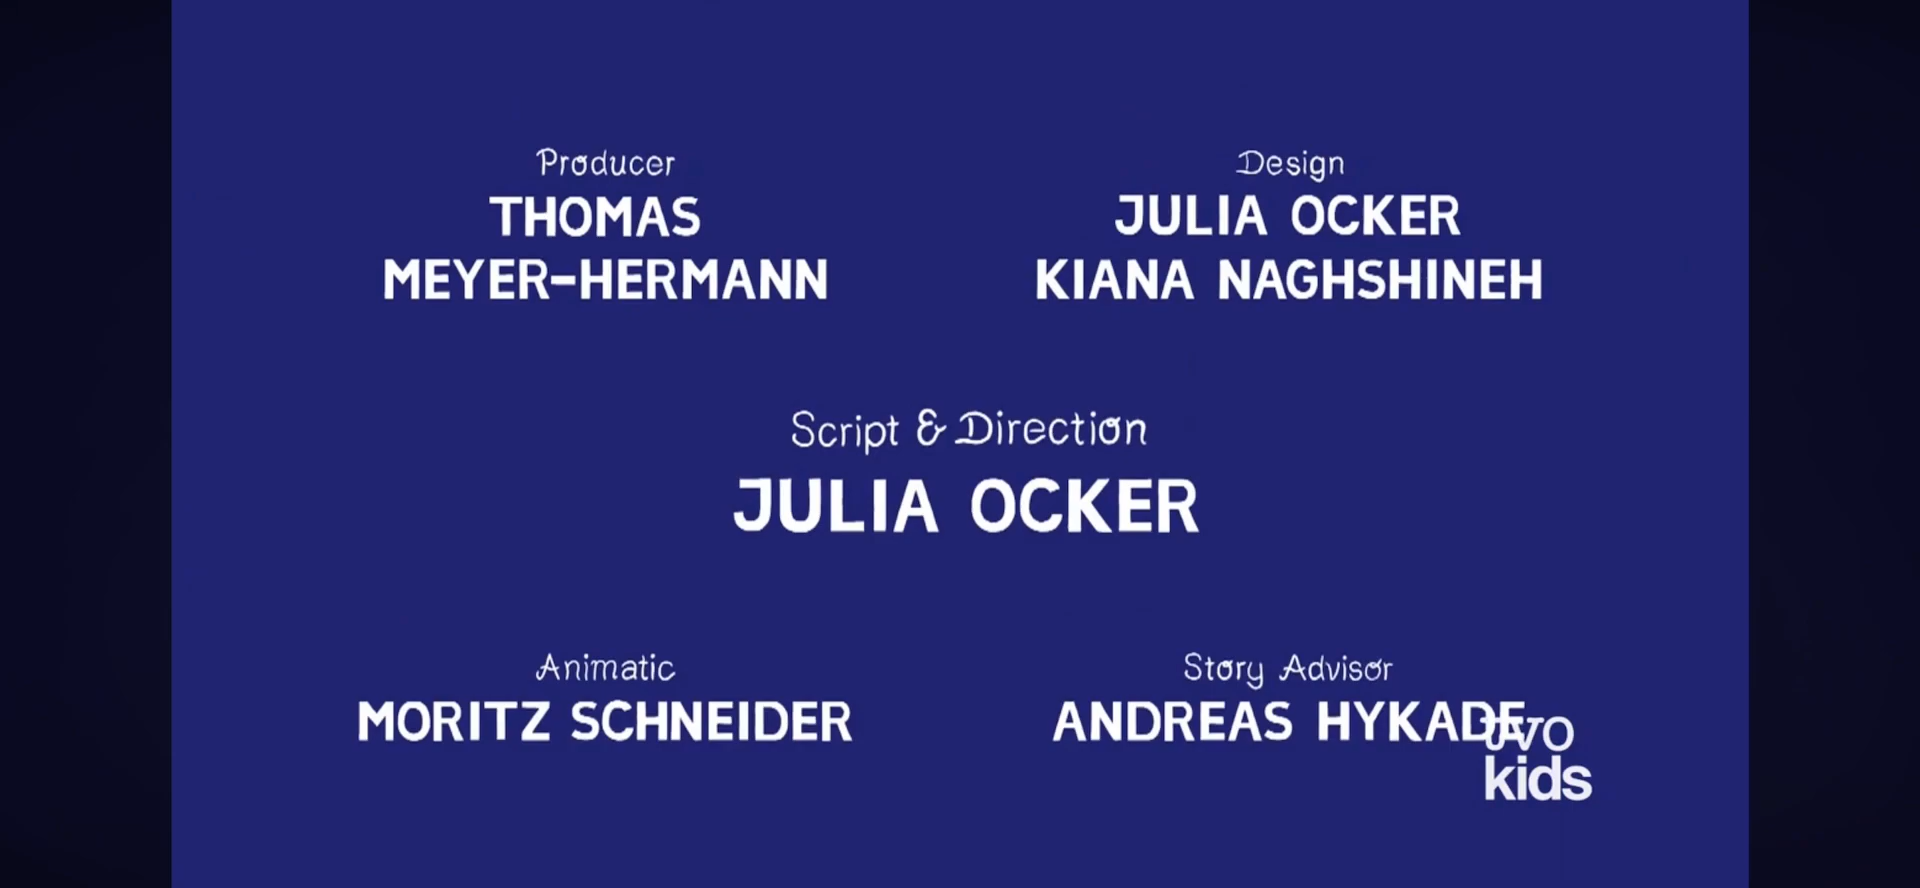 Producer
THOMAS
MEYER-HERMANN
Design
JULIA OCKER
KIANA NAGHSHINEH
Script & Direction
JULIA OCKER
Animatic
MORITZ SCHNEIDER
Story Advisor
ANDREAS HYKADE
tvo
kids